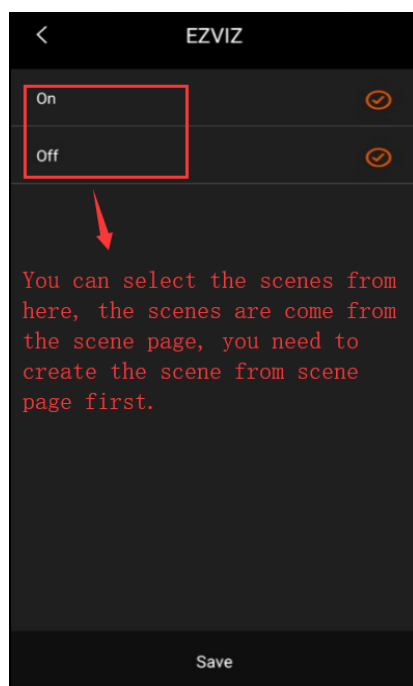 EZVIZ
On
Off
You can select the scenes from
here, the scenes are come from
the scene page, you need to
create the scene from scene
page first.
Save